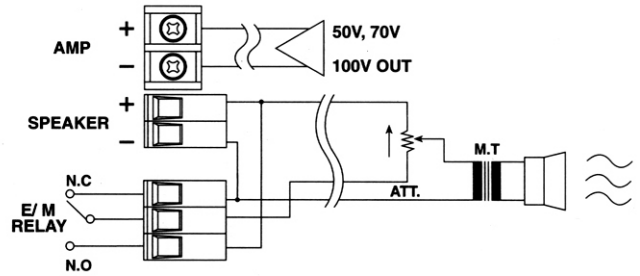 AMP
+
−
50V, 70V
100V OUT
SPEAKER
+
−
N.C
E/ M
RELAY
N.O
ATT.
M.T